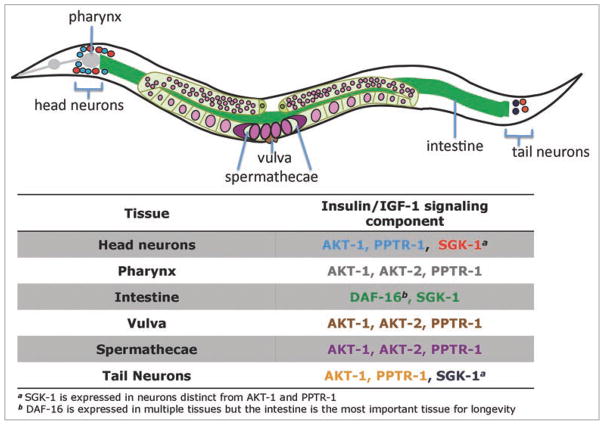 pharynx
head neurons
vulva
spermathecae
intestine
tail neurons
Tissue Insulin/IGF-1 signaling component
Head neurons AKT-1, PPTR-1, SGK-1a
Pharynx AKT-1, AKT-2, PPTR-1
Intestine DAF-16b, SGK-1
Vulva AKT-1, AKT-2, PPTR-1
Spermathecae AKT-1, AKT-2, PPTR-1
Tail Neurons AKT-1, PPTR-1, SGK-1a
a SGK-1 is expressed in neurons distinct from AKT-1 and PPTR-1
b DAF-16 is expressed in multiple tissues but the intestine is the most important tissue for longevity